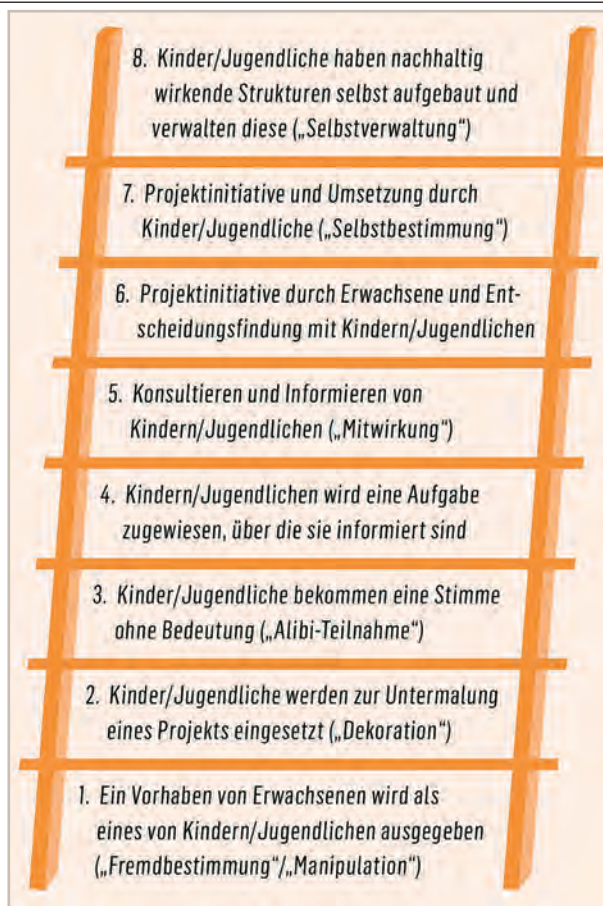 8. Kinder/Jugendliche haben nachhaltig
wirkende Strukturen selbst aufgebaut und
verwalten diese („Selbstverwaltung“)
7. Projektinitiative und Umsetzung durch
Kinder/Jugendliche („Selbstbestimmung“)
6. Projektinitiative durch Erwachsene und Ent-
scheidungsfindung mit Kindern/Jugendlichen
5. Konsultieren und Informieren von
Kindern/Jugendlichen („Mitwirkung“)
4. Kindern/Jugendlichen wird eine Aufgabe
zugewiesen, über die sie informiert sind
3. Kinder/Jugendliche bekommen eine Stimme
ohne Bedeutung („Alibi-Teilnahme“)
2. Kinder/Jugendliche werden zur Untermalung
eines Projekts eingesetzt („Dekoration“)
1. Ein Vorhaben von Erwachsenen wird als
eines von Kindern/Jugendlichen ausgegeben
(„Fremdbestimmung“/„Manipulation“)